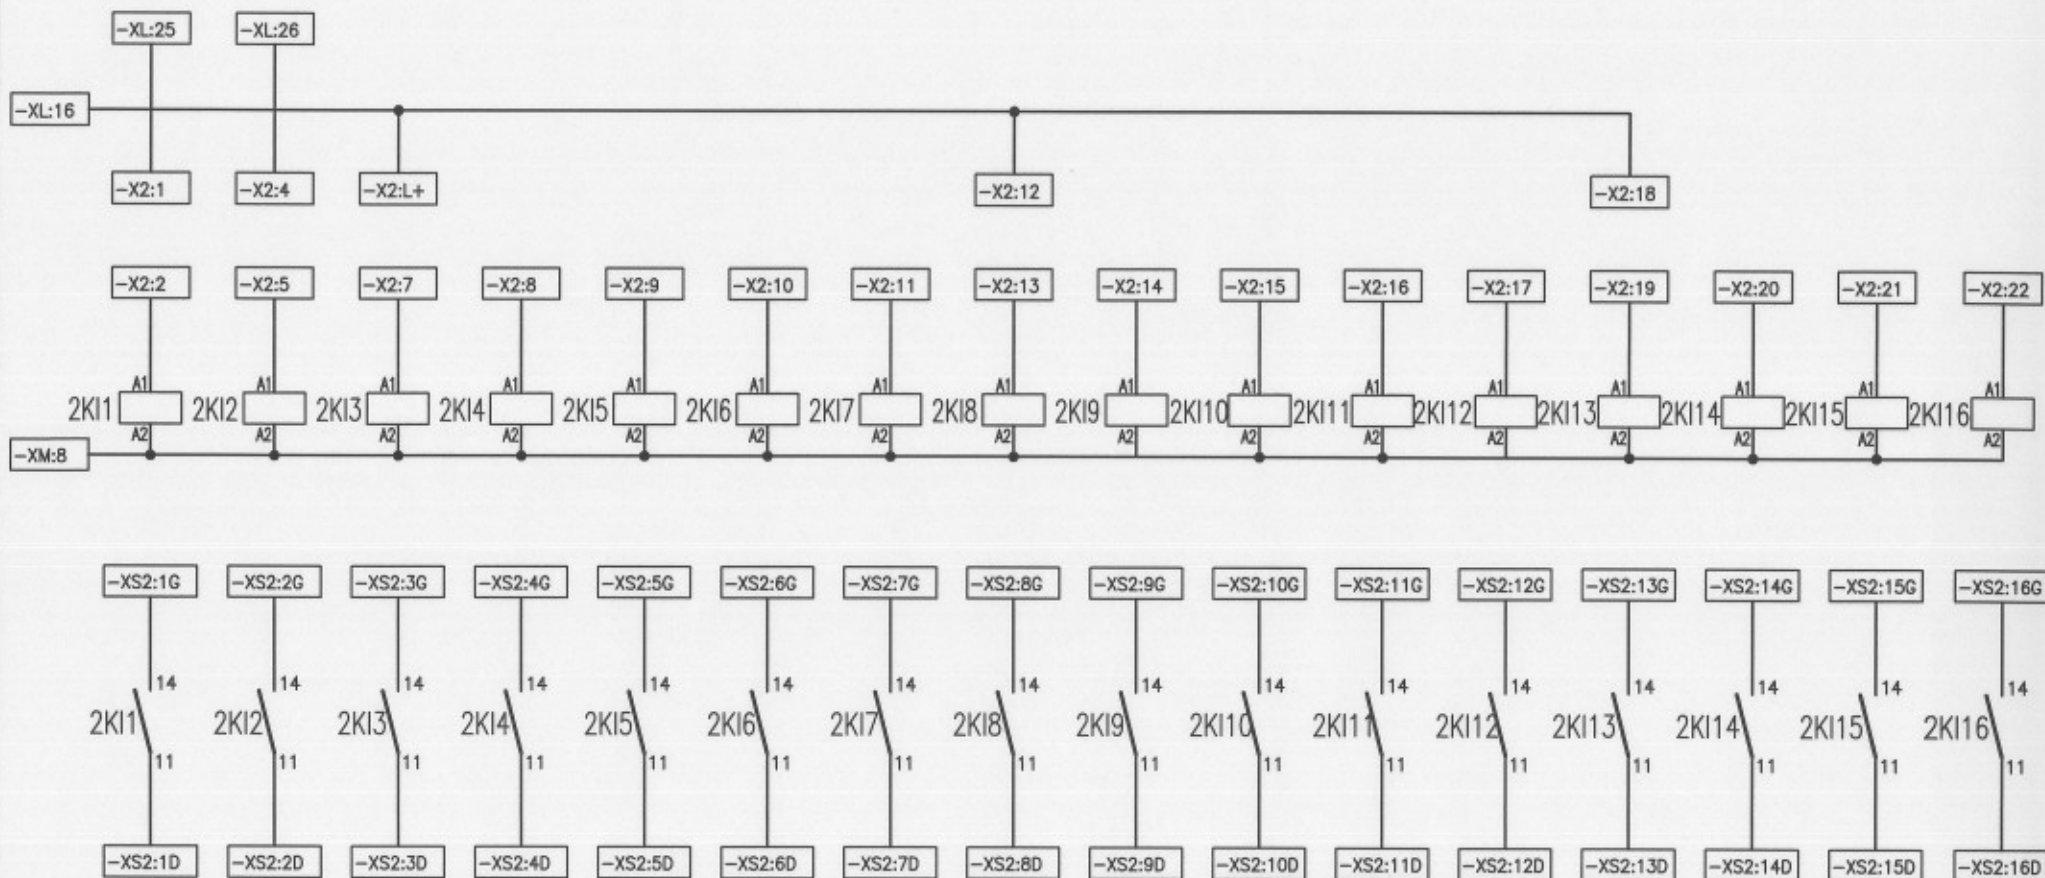 -XL:25 -XL:26
-XL:16
-X2:1 -X2:4 -X2:L+ -X2:12 -X2:18
-X2:2 -X2:5 -X2:7 -X2:8 -X2:9 -X2:10 -X2:11 -X2:13 -X2:14 -X2:15 -X2:16 -X2:17 -X2:19 -X2:20 -X2:21 -X2:22
A1 A1 A1 A1 A1 A1 A1 A1 A1 A1 A1 A1 A1 A1 A1 A1
2KI1 2KI2 2KI3 2KI4 2KI5 2KI6 2KI7 2KI8 2KI9 2KI10 2KI11 2KI12 2KI13 2KI14 2KI15 2KI16
A2 A2 A2 A2 A2 A2 A2 A2 A2 A2 A2 A2 A2 A2 A2 A2
-XM:8
-XS2:1G -XS2:2G -XS2:3G -XS2:4G -XS2:5G -XS2:6G -XS2:7G -XS2:8G -XS2:9G -XS2:10G -XS2:11G -XS2:12G -XS2:13G -XS2:14G -XS2:15G -XS2:16G
14 14 14 14 14 14 14 14 14 14 14 14 14 14 14 14
2KI1 2KI2 2KI3 2KI4 2KI5 2KI6 2KI7 2KI8 2KI9 2KI10 2KI11 2KI12 2KI13 2KI14 2KI15 2KI16
11 11 11 11 11 11 11 11 11 11 11 11 11 11 11 11
-XS2:1D -XS2:2D -XS2:3D -XS2:4D -XS2:5D -XS2:6D -XS2:7D -XS2:8D -XS2:9D -XS2:10D -XS2:11D -XS2:12D -XS2:13D -XS2:14D -XS2:15D -XS2:16D